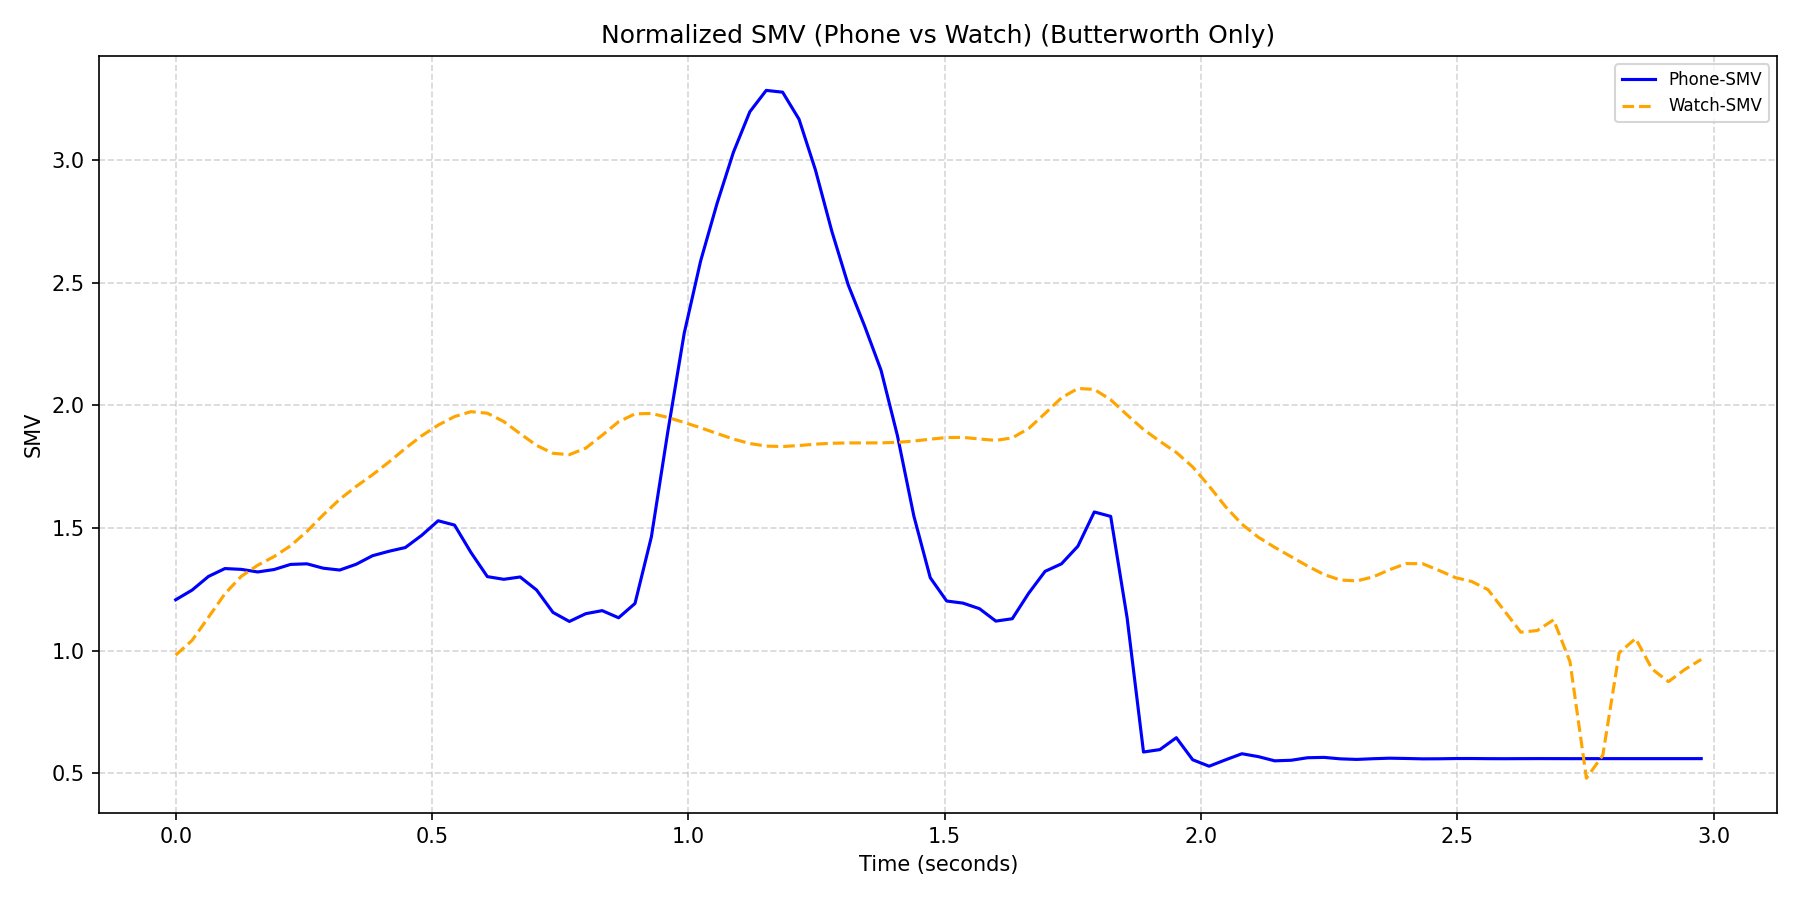 Normalized SMV (Phone vs Watch) (Butterworth Only)
Phone-SMV
Watch-SMV
3.0
2.5
2.0
1.5
1.0
0.5
SMV
0.0 0.5 1.0 1.5 2.0 2.5 3.0
Time (seconds)